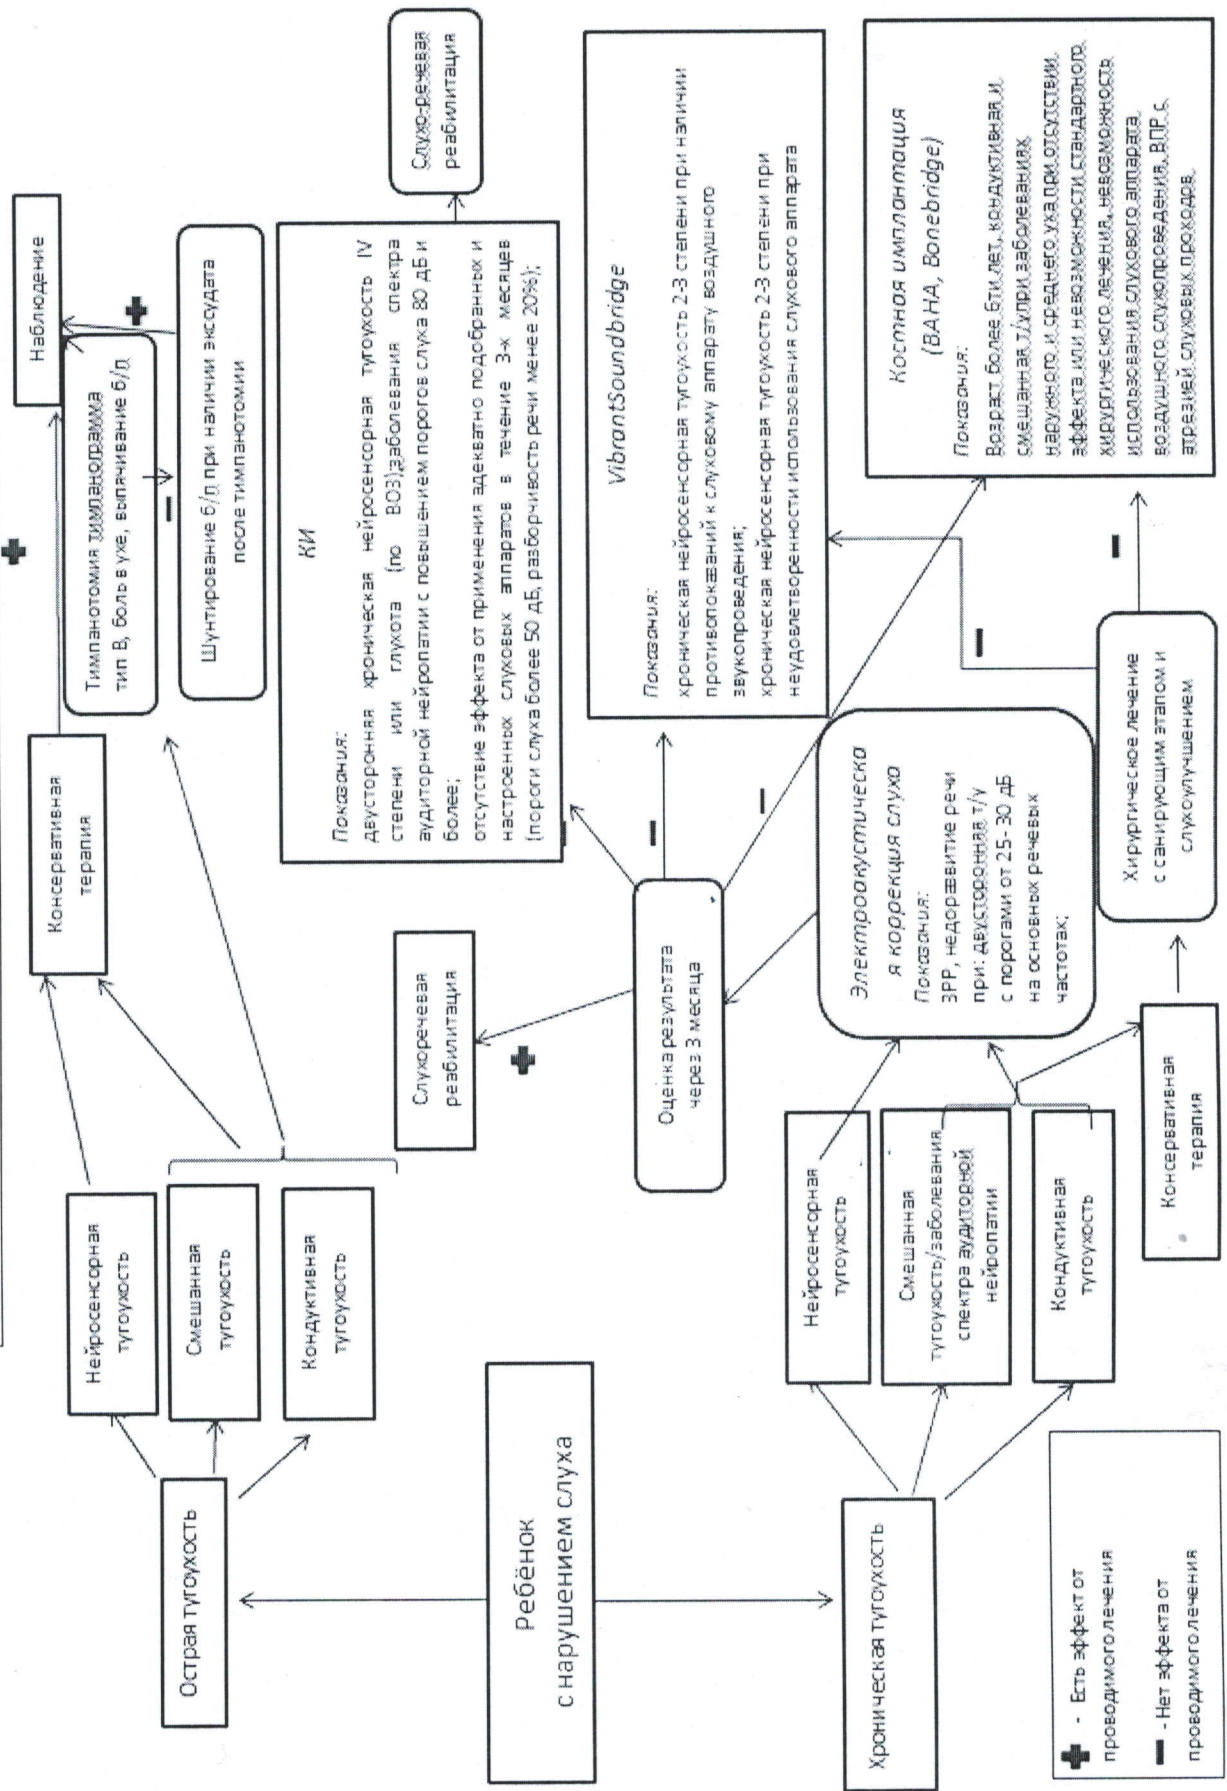 Ребёнок
с нарушением слуха
Острая тугоухость
Нейросенсорная
тугоухость
Смешанная
тугоухость
Кондуктивная
тугоухость
Консервативная
терапия
Наблюдение
Тимпанотомия тимпанограмма
тип В, боль в ухе, выпячивание б/п
Шунтирование б/п при наличии экссудата
после тимпанотомии
КИ
Показания:
двусторонняя хроническая нейросенсорная тугоухость IV
степени или глухота (по ВОЗ);заболевания спектра
аудиторной нейропатии с повышением порогов слуха 80 дБ и
более;
отсутствие эффекта от применения адекватно подобранных и
настроенных слуховых аппаратов в течение 3-х месяцев
(пороги слуха более 50 дБ, разборчивость речи менее 20%);
Слухо-речевая
реабилитация
Слухоречевая
реабилитация
Оценка результата
через 3 месяца
VibrantSoundbridge
Показания:
хроническая нейросенсорная тугоухость 2-3 степени при наличии
противопоказаний к слуховому аппарату воздушного
звукопроведения;
хроническая нейросенсорная тугоухость 2-3 степени при
неудовлетворенности использования слухового аппарата
Хроническая тугоухость
Нейросенсорная
тугоухость
Смешанная
тугоухость/заболевания
спектра аудиторной
нейропатии
Кондуктивная
тугоухость
Электроакустическа
я коррекция слуха
Показания:
ЗРР, недоразвитие речи
при: двусторонняя т/у
с порогами от 25- 30 дБ
на основных речевых
частотах;
Консервативная
терапия
Хирургическое лечение
с санирующим этапом и
слухоулучшением
Костная имплантация
(BAHA, Bonebridge)
Показания:
Возраст более 6ти лет, кондуктивная и
смешанная т/упри заболеваниях
наружного и среднего уха при отсутствии
эффекта или невозможности стандартного
хирургического лечения, невозможность
использования слухового аппарата
воздушного слухопроведения, ВПР с
атрезией слуховых проходов.
+ - Есть эффект от
проводимого лечения
- - Нет эффекта от
проводимого лечения